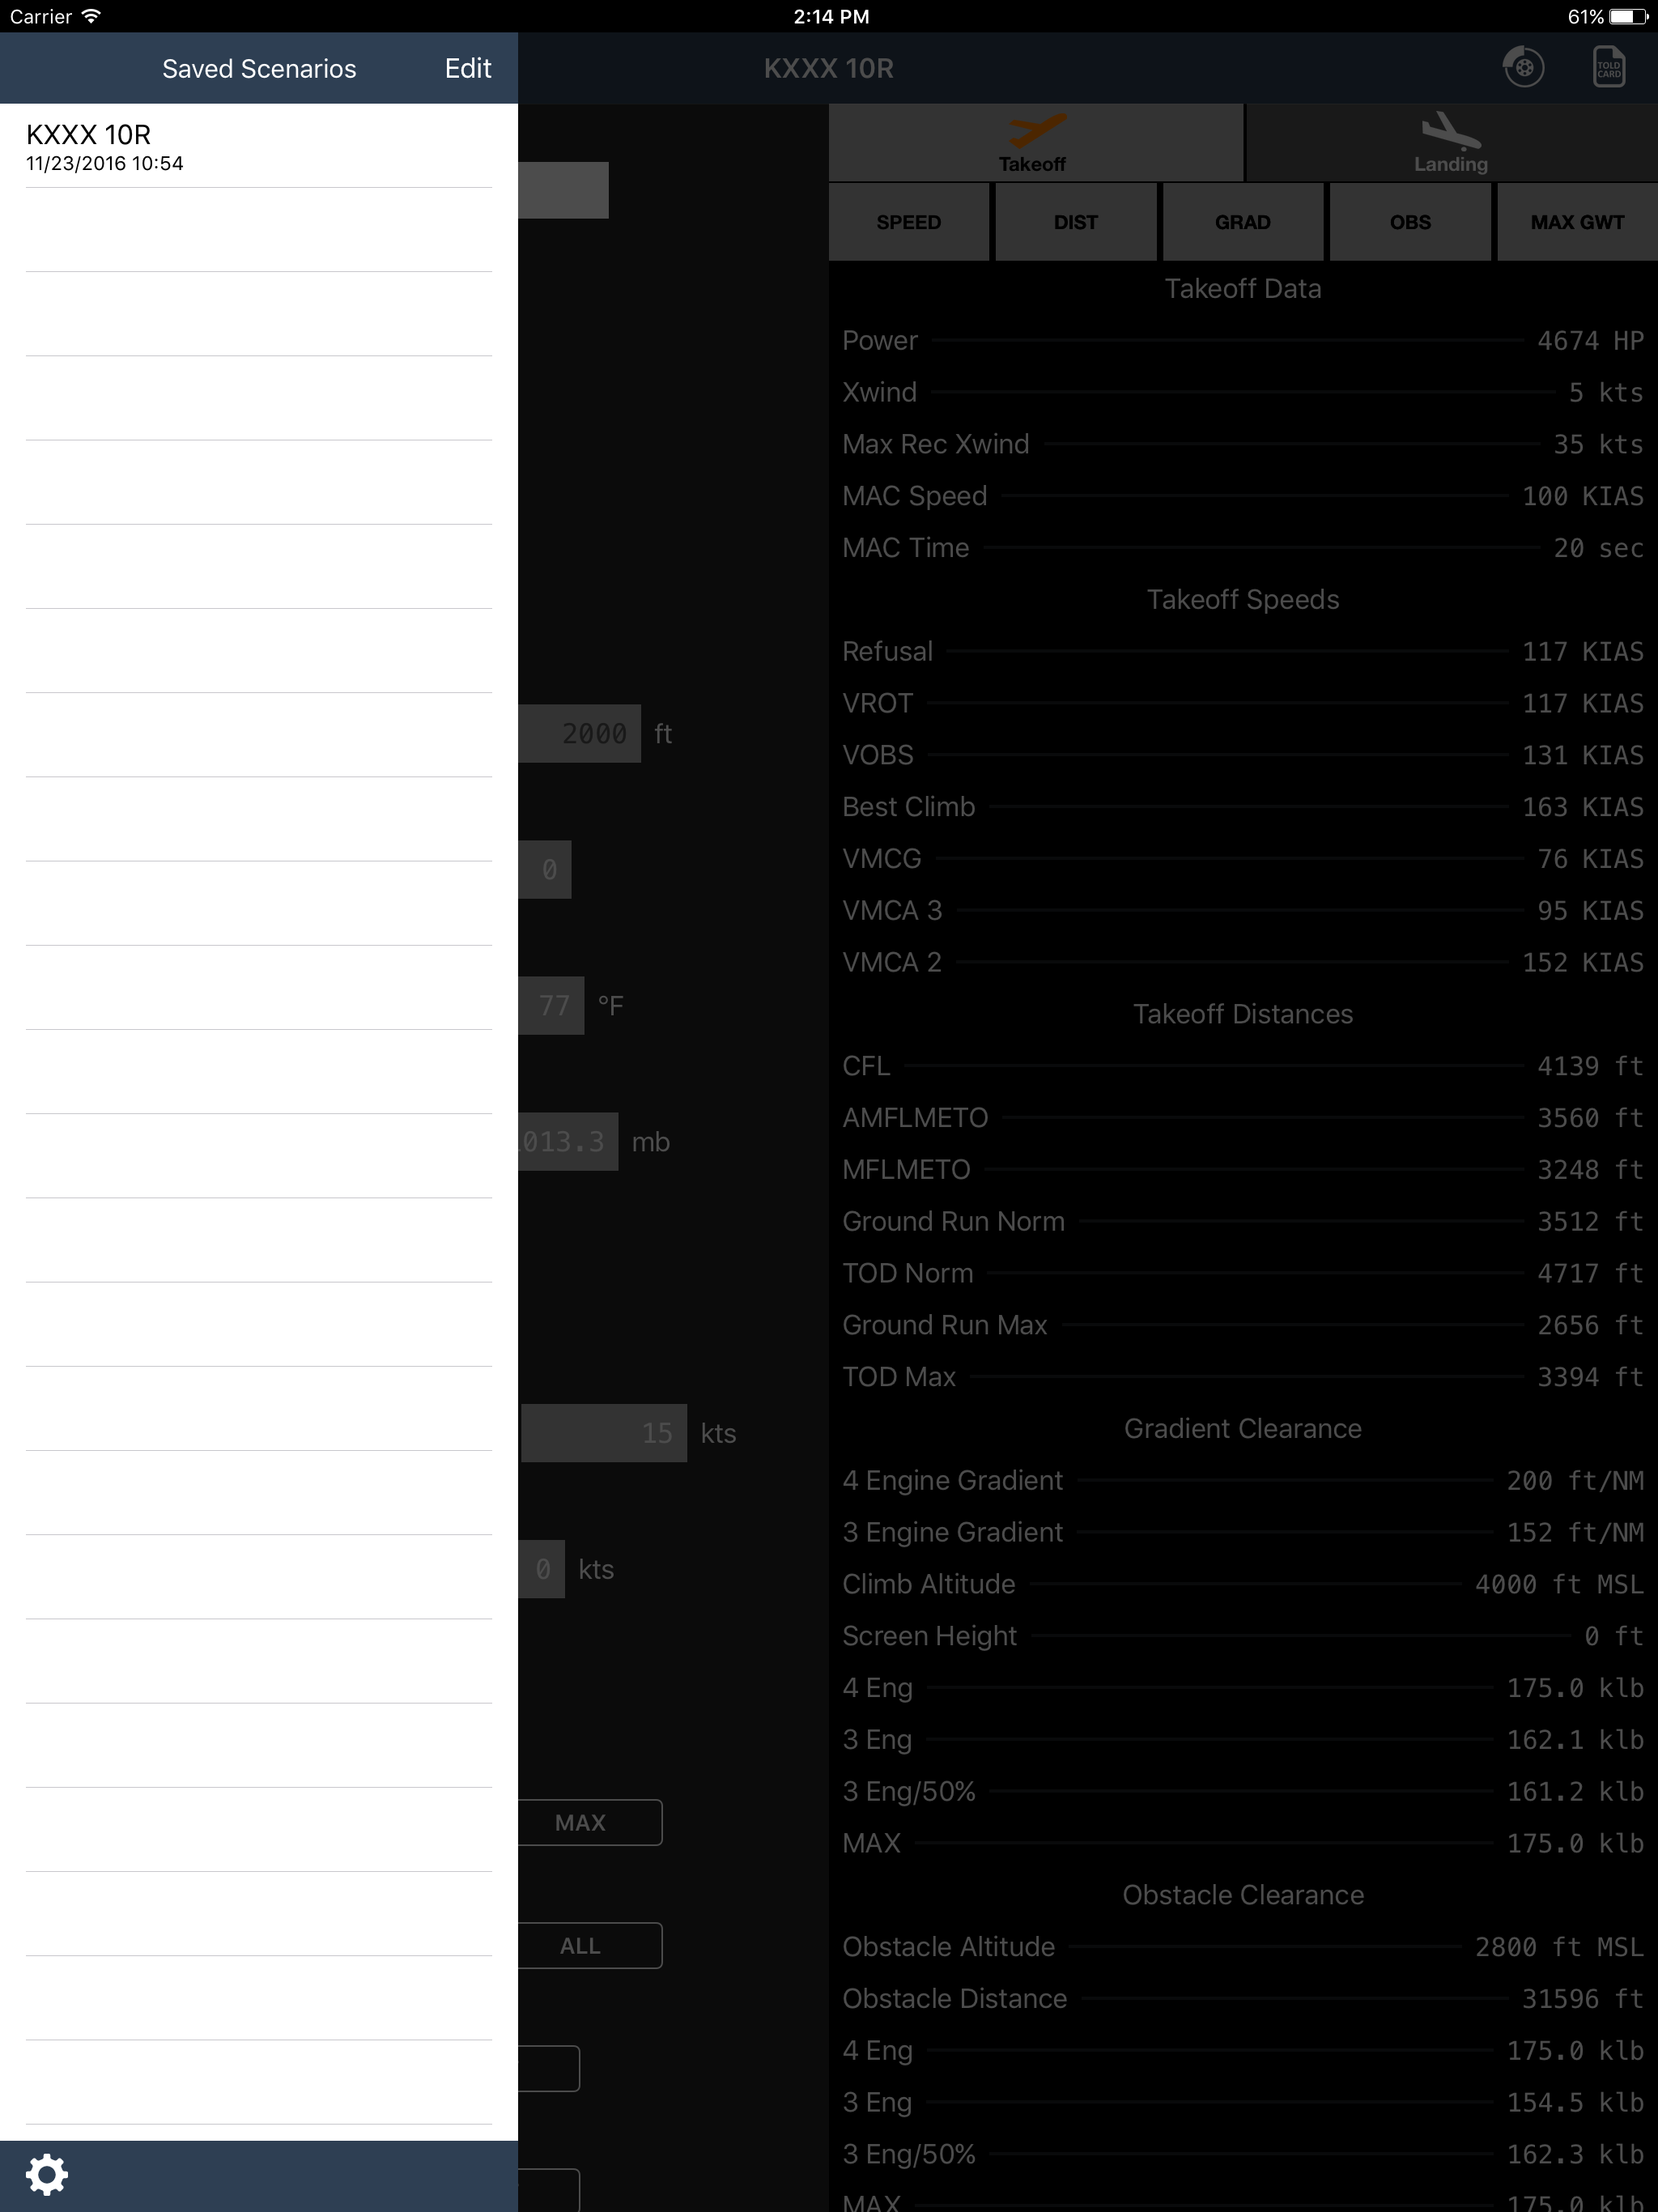 Carrier 2:14 PM 61%
Saved Scenarios Edit
KXXX 10R
11/23/2016 10:54
KXXX 10R
TOLD
CARD
Takeoff Landing
SPEED DIST GRAD OBS MAX GWT
Takeoff Data
Power 4674 HP
Xwind 5 kts
Max Rec Xwind 35 kts
MAC Speed 100 KIAS
MAC Time 20 sec
Takeoff Speeds
Refusal 117 KIAS
VROT 117 KIAS
VOBS 131 KIAS
Best Climb 163 KIAS
VMCG 76 KIAS
VMCA 3 95 KIAS
VMCA 2 152 KIAS
Takeoff Distances
CFL 4139 ft
AMFLMETO 3560 ft
MFLMETO 3248 ft
Ground Run Norm 3512 ft
TOD Norm 4717 ft
Ground Run Max 2656 ft
TOD Max 3394 ft
Gradient Clearance
4 Engine Gradient 200 ft/NM
3 Engine Gradient 152 ft/NM
Climb Altitude 4000 ft MSL
Screen Height 0 ft
4 Eng 175.0 klb
3 Eng 162.1 klb
3 Eng/50% 161.2 klb
MAX 175.0 klb
Obstacle Clearance
Obstacle Altitude 2800 ft MSL
Obstacle Distance 31596 ft
4 Eng 175.0 klb
3 Eng 154.5 klb
3 Eng/50% 162.3 klb
MAX 175.0 klb
2000 ft
0
77 °F
013.3 mb
15 kts
0 kts
MAX
ALL